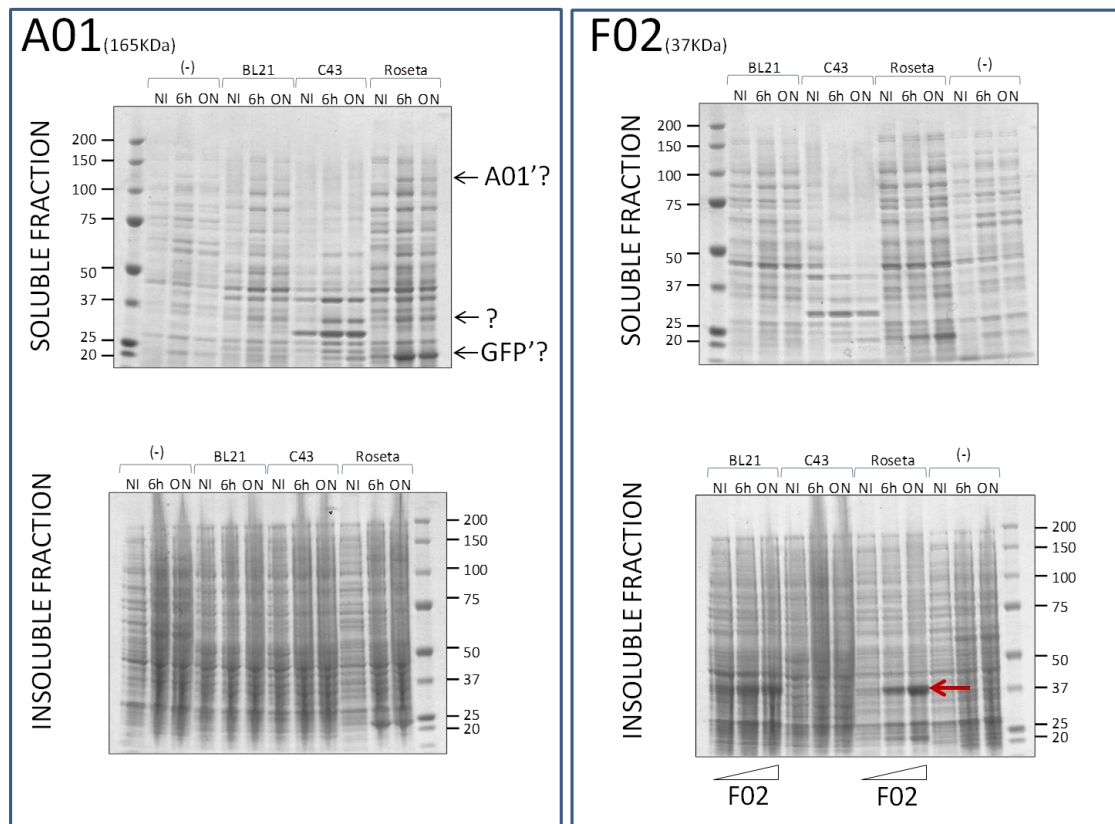 A01(165KDa)
(-) BL21 C43 Roseta
NI 6h ON NI 6h ON NI 6h ON NI 6h ON
SOLUBLE FRACTION
200
150
100
75
50
37
25
20
A01'?
?
GFP'?
(-) BL21 C43 Roseta
NI 6h ON NI 6h ON NI 6h ON NI 6h ON
INSOLUBLE FRACTION
200
150
100
75
50
37
25
20
F02(37KDa)
BL21 C43 Roseta (-)
NI 6h ON NI 6h ON NI 6h ON NI 6h ON
SOLUBLE FRACTION
200
150
100
75
50
37
25
20
BL21 C43 Roseta (-)
NI 6h ON NI 6h ON NI 6h ON NI 6h ON
INSOLUBLE FRACTION
200
150
100
75
50
37
25
20
F02 F02